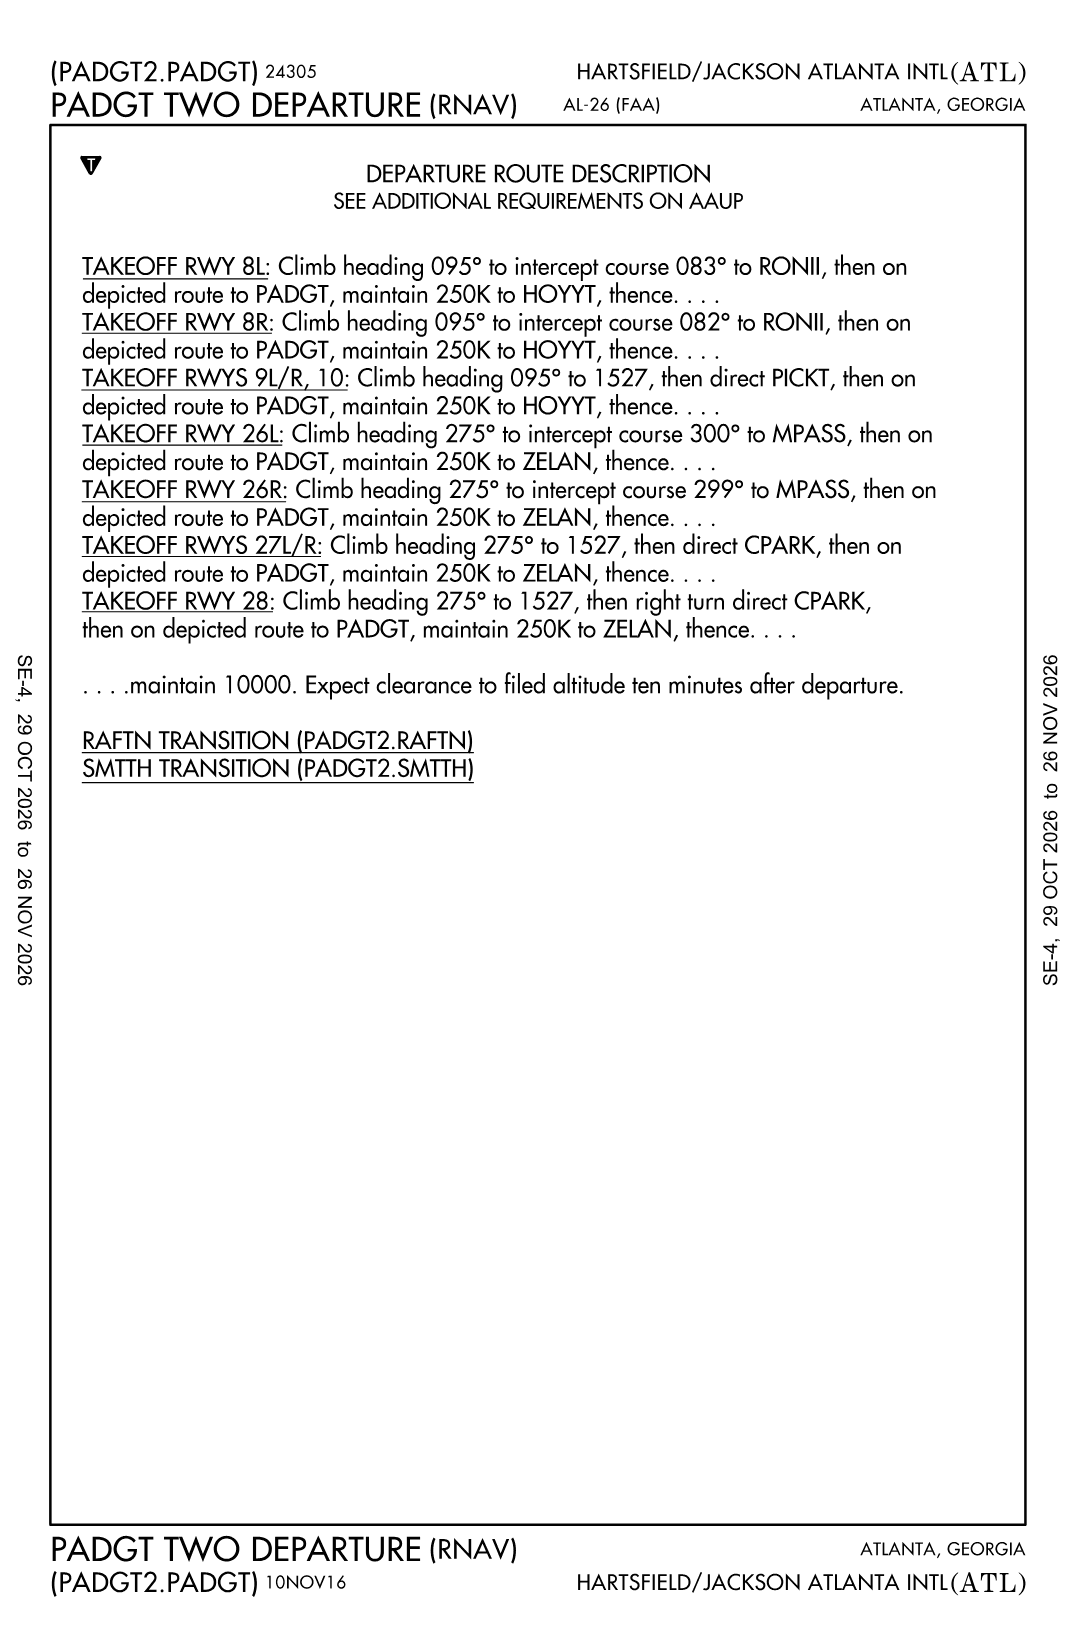 (PADGT2.PADGT) 24305
HARTSFIELD/JACKSON ATLANTA INTL (ATL)
PADGT TWO DEPARTURE (RNAV)
AL-26 (FAA)
ATLANTA, GEORGIA
T
DEPARTURE ROUTE DESCRIPTION
SEE ADDITIONAL REQUIREMENTS ON AAUP
TAKEOFF RWY 8L: Climb heading 095° to intercept course 083° to RONII, then on
depicted route to PADGT, maintain 250K to HOYYT, thence. . . .
TAKEOFF RWY 8R: Climb heading 095° to intercept course 082° to RONII, then on
depicted route to PADGT, maintain 250K to HOYYT, thence. . . .
TAKEOFF RWYS 9L/R, 10: Climb heading 095° to 1527, then direct PICKT, then on
depicted route to PADGT, maintain 250K to HOYYT, thence. . . .
TAKEOFF RWY 26L: Climb heading 275° to intercept course 300° to MPASS, then on
depicted route to PADGT, maintain 250K to ZELAN, thence. . . .
TAKEOFF RWY 26R: Climb heading 275° to intercept course 299° to MPASS, then on
depicted route to PADGT, maintain 250K to ZELAN, thence. . . .
TAKEOFF RWYS 27L/R: Climb heading 275° to 1527, then direct CPARK, then on
depicted route to PADGT, maintain 250K to ZELAN, thence. . . .
TAKEOFF RWY 28: Climb heading 275° to 1527, then right turn direct CPARK,
then on depicted route to PADGT, maintain 250K to ZELAN, thence. . . .
. . . .maintain 10000. Expect clearance to filed altitude ten minutes after departure.
RAFTN TRANSITION (PADGT2.RAFTN)
SMTTH TRANSITION (PADGT2.SMTTH)
SE-4, 29 OCT 2026 to 26 NOV 2026
SE-4, 29 OCT 2026 to 26 NOV 2026
PADGT TWO DEPARTURE (RNAV)
ATLANTA, GEORGIA
(PADGT2.PADGT) 10NOV16
HARTSFIELD/JACKSON ATLANTA INTL (ATL)